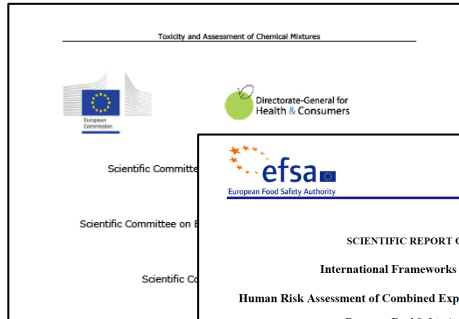 Toxicity and Assessment of Chemical Mixtures
European
Commission
Directorate-General for
Health & Consumers
Scientific Committe
Scientific Committee on E
Scientific Co
efsa
European Food Safety Authority
SCIENTIFIC REPORT O
International Frameworks
Human Risk Assessment of Combined Exp